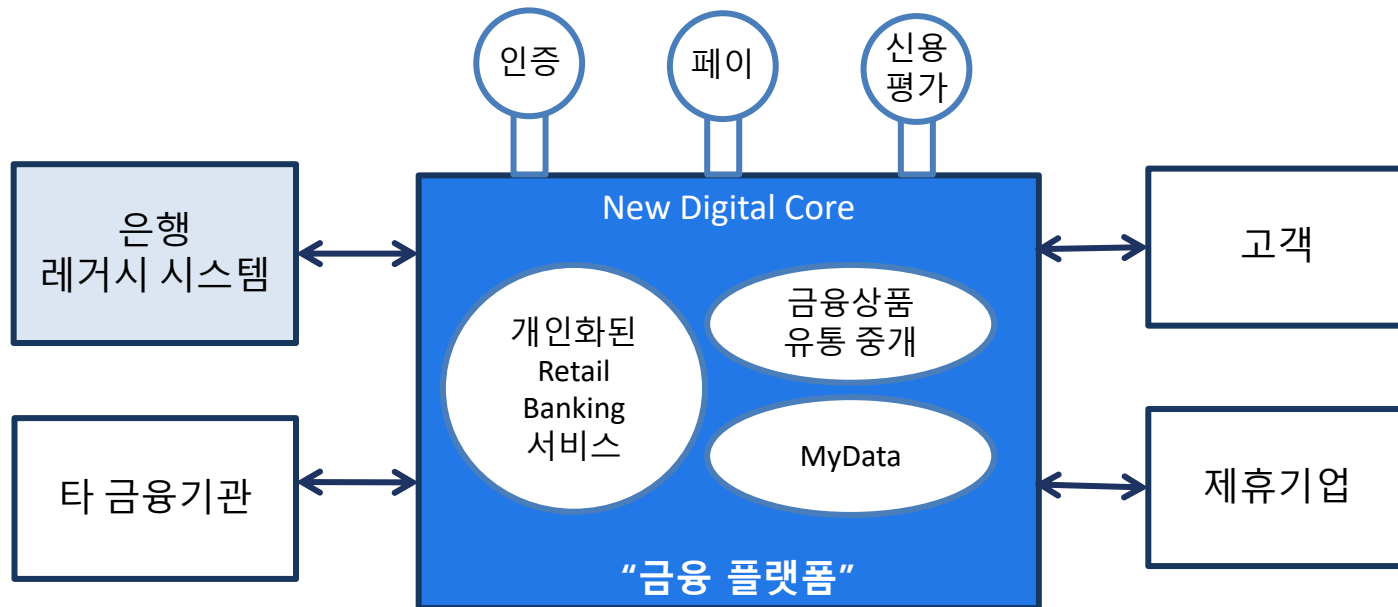 인증
페이
신용
평가
은행
레거시 시스템
타 금융기관
New Digital Core
개인화된
Retail
Banking
서비스
금융상품
유통 중개
MyData
“금융 플랫폼”
고객
제휴기업